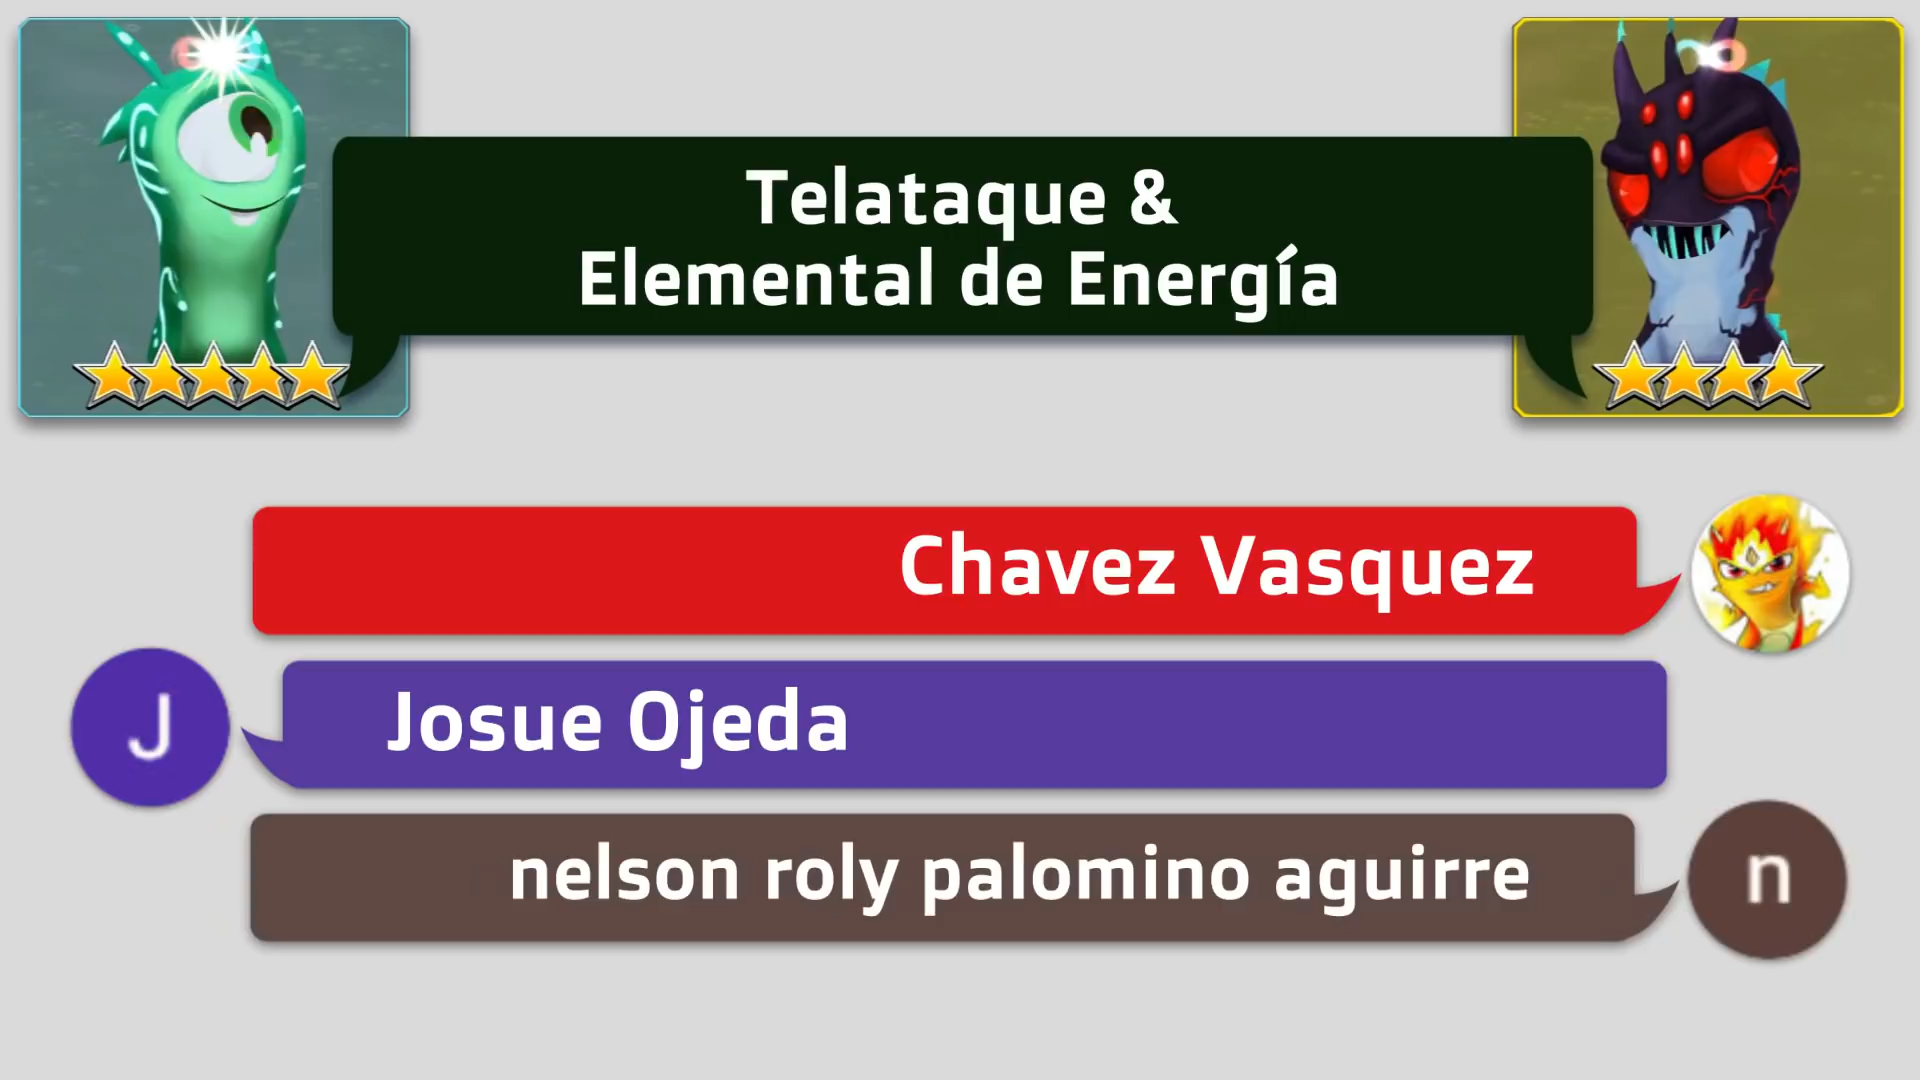 Telataque &
Elemental de Energía
Chavez Vasquez
J
Josue Ojeda
nelson roly palomino aguirre
n